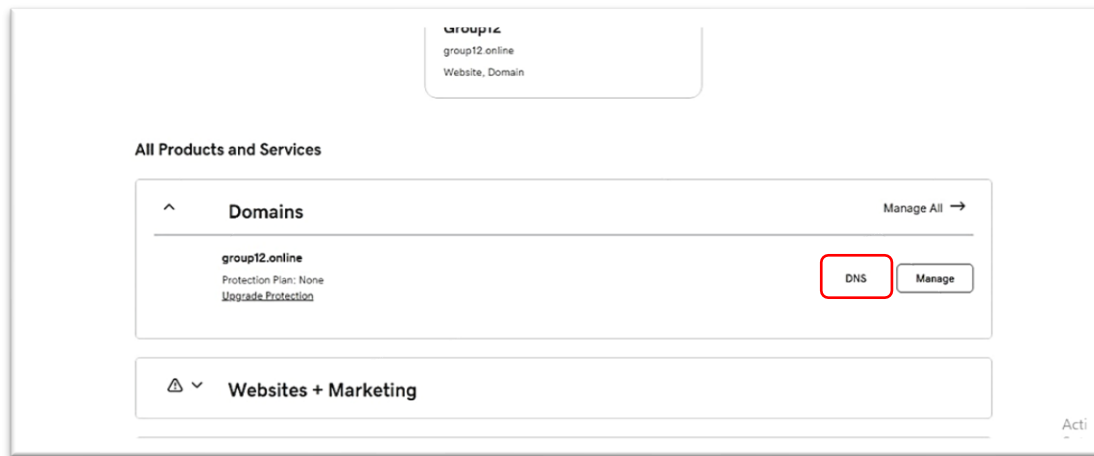 Group12
group12.online
Website, Domain
All Products and Services
Domains
Manage All →
group12.online
Protection Plan: None
Upgrade Protection
DNS
Manage
Websites + Marketing
Acti